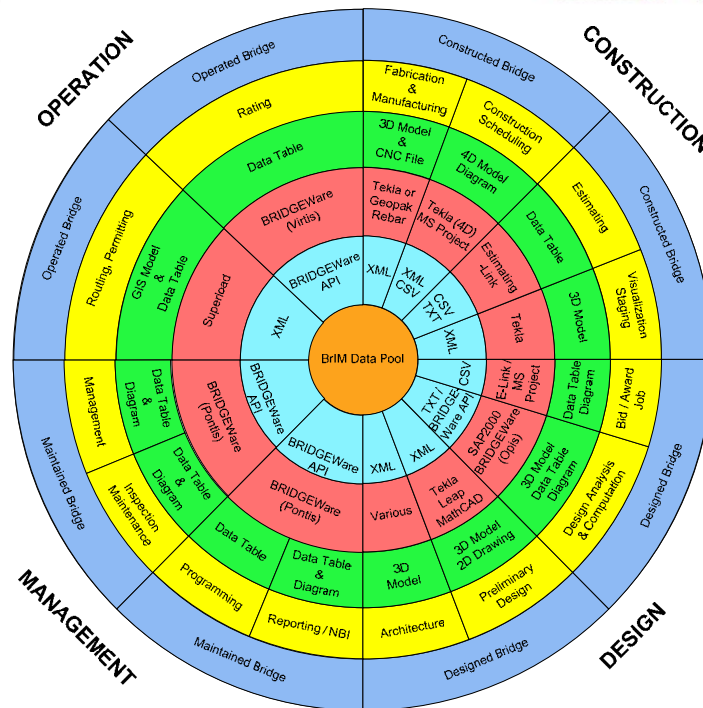 OPERATION
CONSTRUCTION
MANAGEMENT
DESIGN
Operated Bridge
Constructed Bridge
Constructed Bridge
Designed Bridge
Designed Bridge
Maintained Bridge
Maintained Bridge
Operated Bridge
Rating
Fabrication
&
Manufacturing
Construction
Scheduling
Estimating
Visualization
Staging
Bid / Award
Job
Design Analysis
& Computation
Preliminary
Design
Architecture
Reporting / NBI
Programming
Inspection
Maintenance
Management
Routing, Permitting
Data Table
3D Model
&
CNC File
4D Model
Diagram
Data Table
3D Model
Data Table
Diagram
3D Model
Data Table
Diagram
3D Model
2D Drawing
3D
Model
Data Table
&
Diagram
Data Table
Data Table
&
Diagram
Data Table
&
Diagram
GIS Model
&
Data Table
BRIDGEWare
(Virtis)
Tekla or
Geopak
Rebar
Tekla (4D)
MS Project
Estimating
-Link
Tekla
E-Link /
MS
Project
SAP2000
BRIDGEWare
(Opis)
Tekla
Leap
MathCAD
Various
BRIDGEWare
(Pontis)
BRIDGEWare
(Pontis)
Superload
BRIDGEWare
API
XML
XML
CSV
CSV
TXT
XML
CSV
TXT /
BRIDGE
Ware API
XML
XML
BRIDGEWare
API
BRIDGEWare
API
XML
BrIM Data Pool